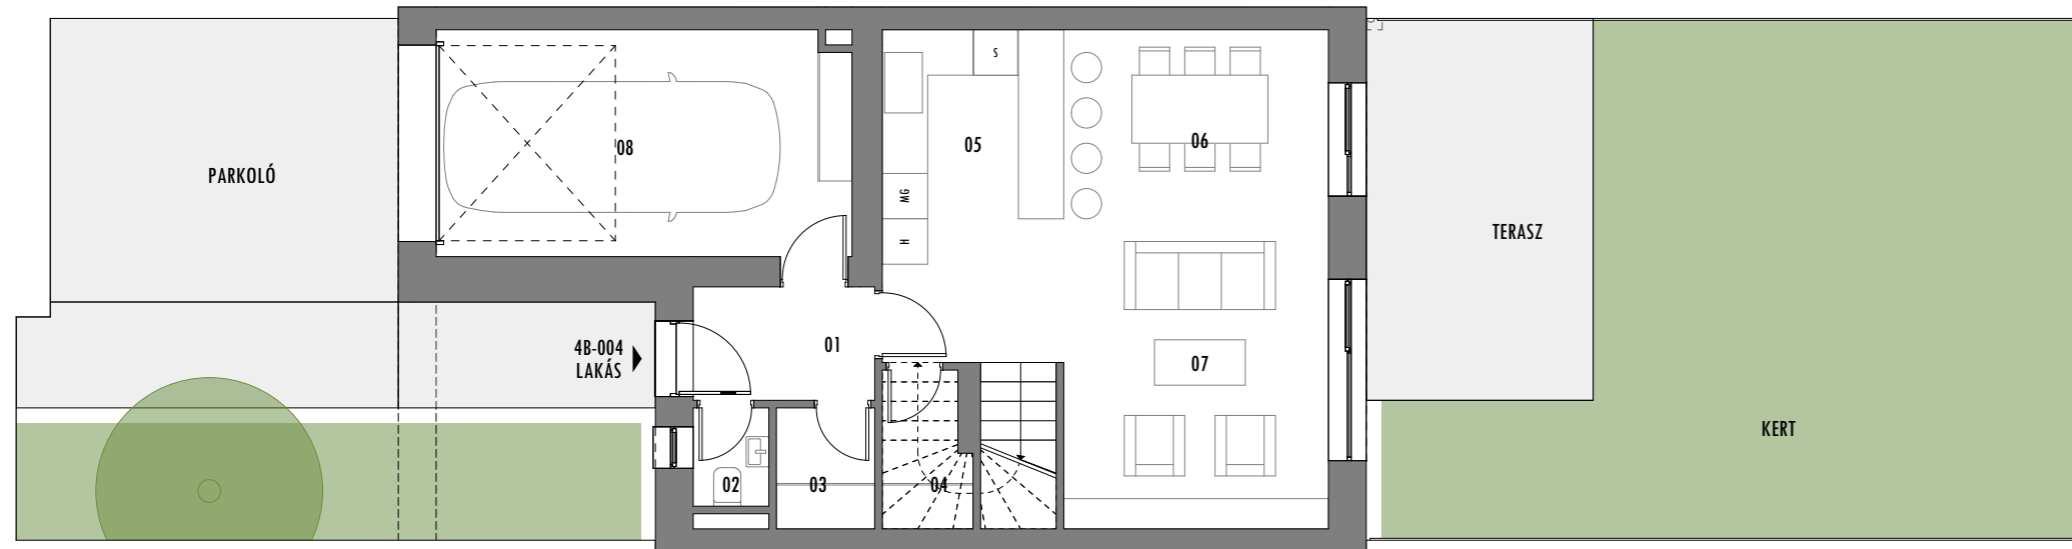 PARKOLÓ
08
S
05
06
MG
H
TERASZ
4B-004
LAKÁS
01
07
KERT
02
03
04